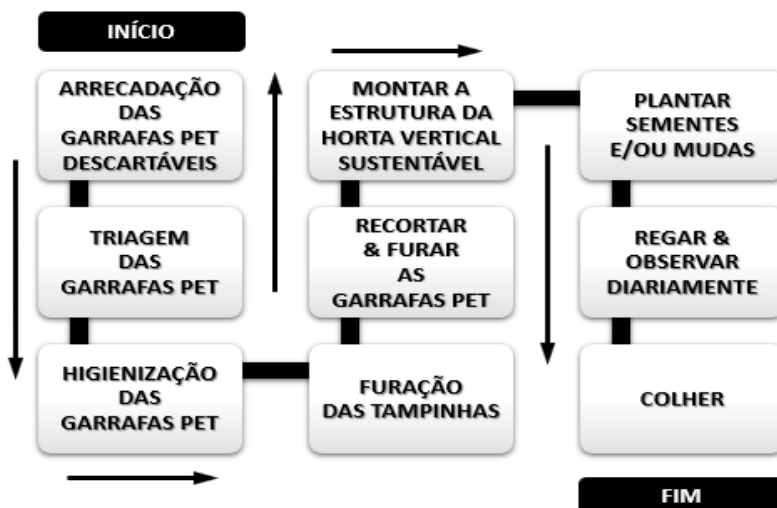 INÍCIO
ARRECADAÇÃO
DAS
GARRAFAS PET
DESCARTÁVEIS
TRIAGEM
DAS
GARRAFAS PET
HIGIENIZAÇÃO
DAS
GARRAFAS PET
FURAÇÃO
DAS TAMPINHAS
RECORTAR
& FURAR
AS
GARRAFAS PET
MONTAR A
ESTRUTURA DA
HORTA VERTICAL
SUSTENTÁVEL
PLANTAR
SEMENTES
E/OU MUDAS
REGAR &
OBSERVAR
DIARIAMENTE
COLHER
FIM